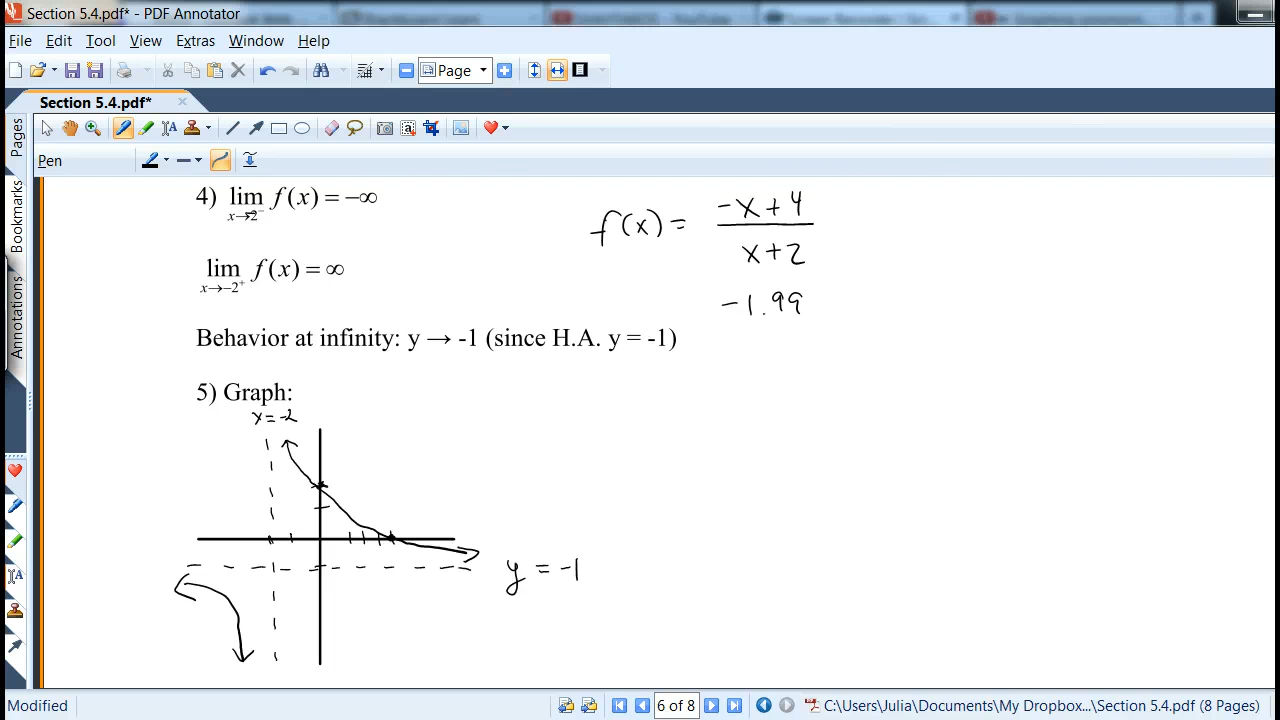 Section 5.4.pdf* - PDF Annotator
File Edit Tool View Extras Window Help
Page
Section 5.4.pdf*
Pen
Pages
Bookmarks
Annotations
4) lim f(x) = -∞
x→-2⁻
f(x) = -x + 4
x + 2
lim f(x) = ∞
x→-2⁺
-1.99
Behavior at infinity: y → -1 (since H.A. y = -1)
5) Graph:
x = -2
y = -1
Modified
6 of 8
C:\Users\Julia\Documents\My Dropbox...\Section 5.4.pdf (8 Pages)